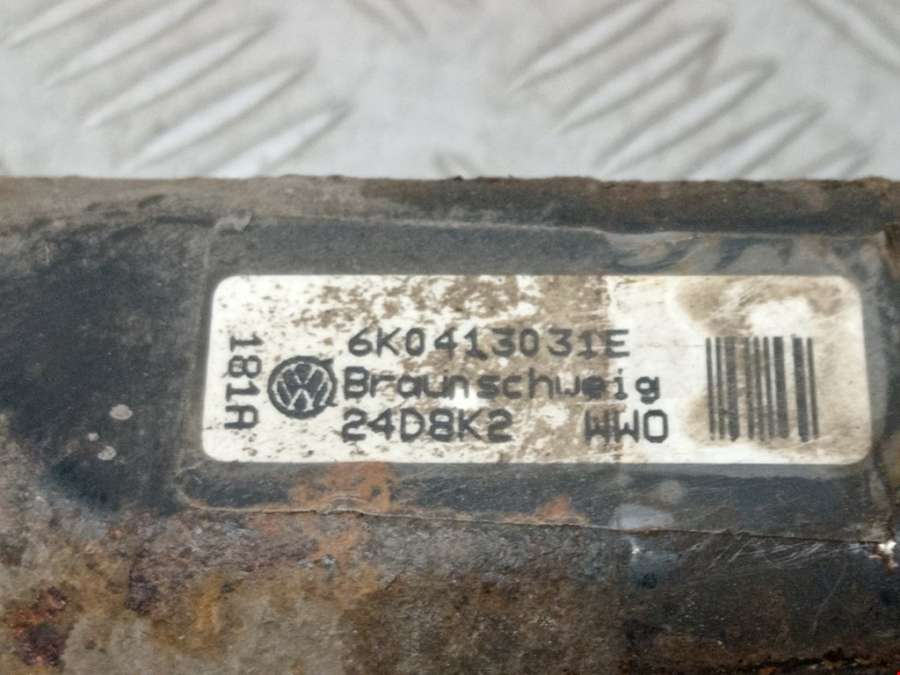 181A
6K0413031E
Braunschweig
24D8K2 WWO